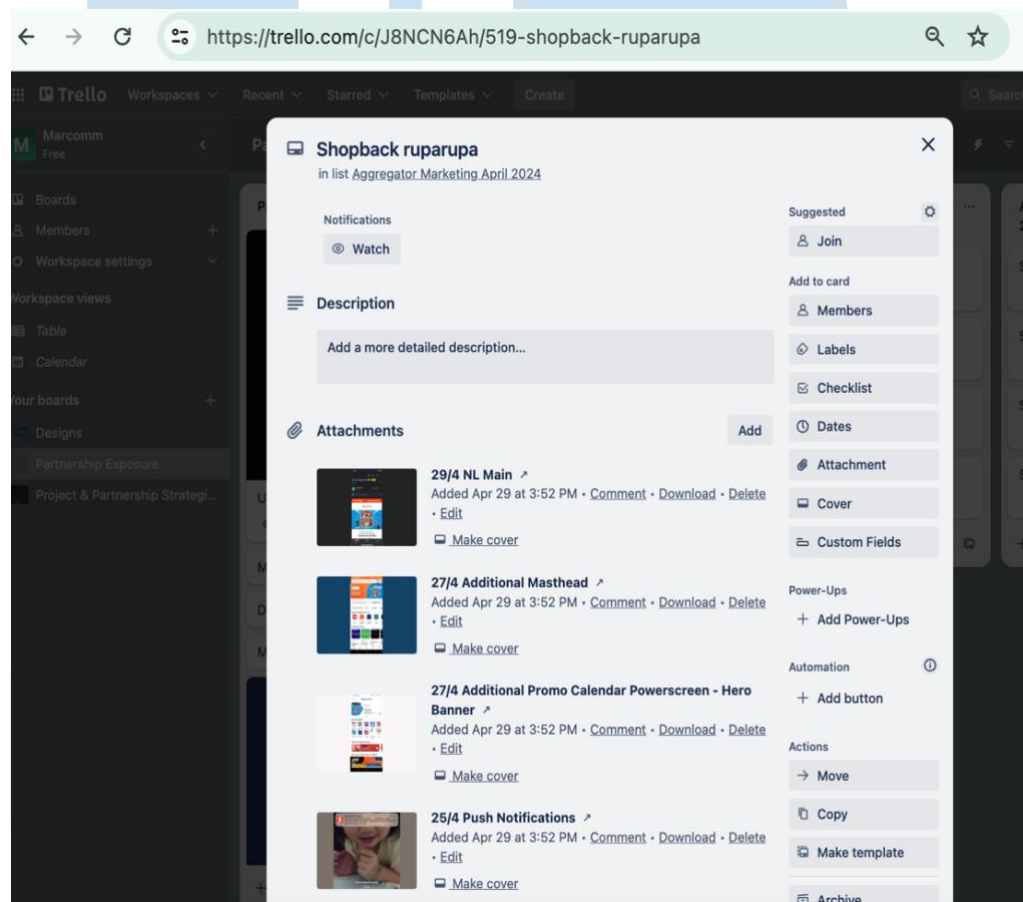 https://trello.com/c/J8NCN6Ah/519-shopback-ruparupa
Trello Workspaces Recent Starred Templates Create Search
M Marcomm
Free
Boards
Members
Workspace settings
Workspace views
Table
Calendar
Your boards
Designs
Partnership Exposure
Project & Partnership Strategi...
Shopback ruparupa
in list Aggregator Marketing April 2024
Notifications
Watch
Description
Add a more detailed description...
Attachments
Add
29/4 NL Main
Added Apr 29 at 3:52 PM • Comment • Download • Delete
• Edit
Make cover
27/4 Additional Masthead
Added Apr 29 at 3:52 PM • Comment • Download • Delete
• Edit
Make cover
27/4 Additional Promo Calendar Powerscreen - Hero
Banner
Added Apr 29 at 3:52 PM • Comment • Download • Delete
• Edit
Make cover
25/4 Push Notifications
Added Apr 29 at 3:52 PM • Comment • Download • Delete
• Edit
Make cover
Suggested
Join
Add to card
Members
Labels
Checklist
Dates
Attachment
Cover
Custom Fields
Power-Ups
+ Add Power-Ups
Automation
+ Add button
Actions
Move
Copy
Make template
Archive